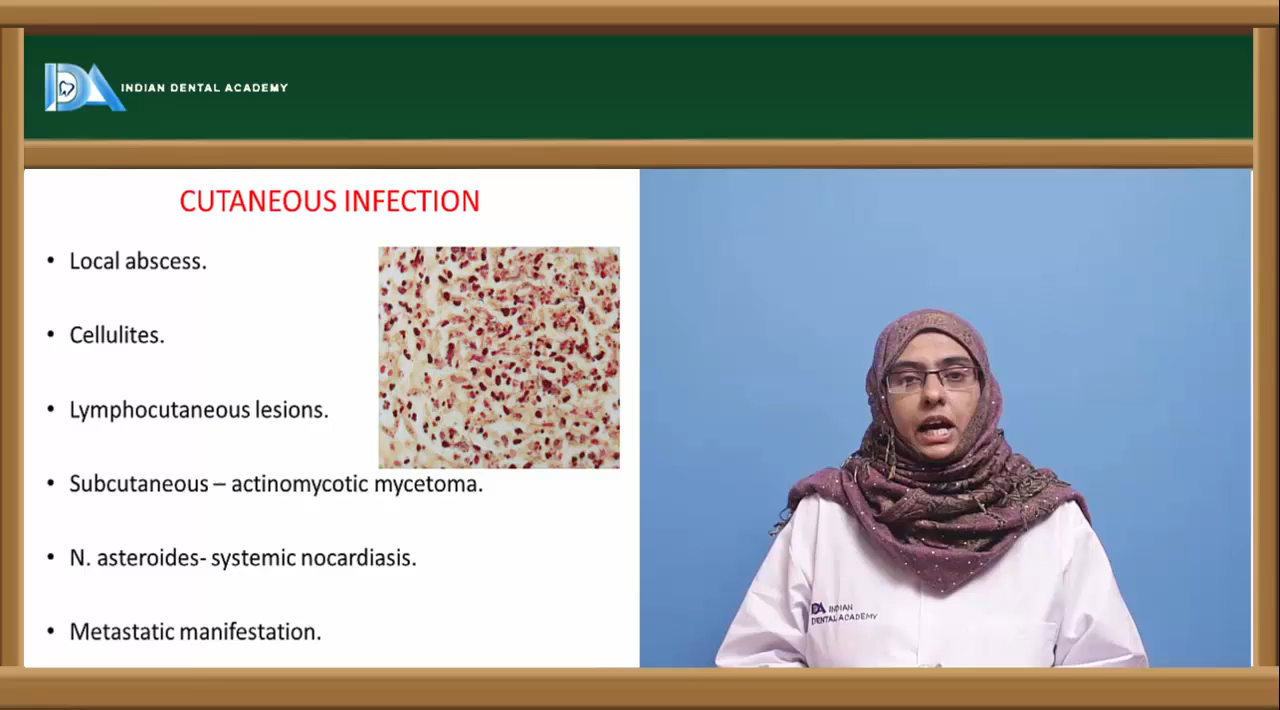 INDIAN DENTAL ACADEMY
CUTANEOUS INFECTION
• Local abscess.
• Cellulites.
• Lymphocutaneous lesions.
• Subcutaneous – actinomycotic mycetoma.
• N. asteroides- systemic nocardiasis.
• Metastatic manifestation.
INDIAN
DENTAL ACADEMY